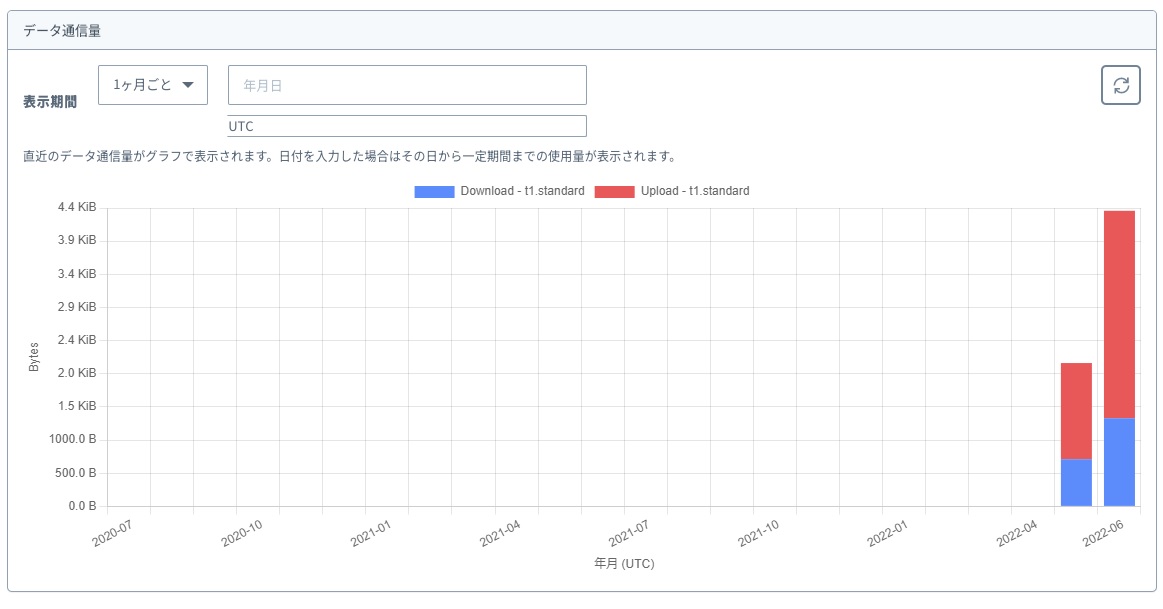 データ通信量
表示期間
1ヶ月ごと
年月日
UTC
直近のデータ通信量がグラフで表示されます。日付を入力した場合はその日から一定期間までの使用量が表示されます。
Download - t1.standard
Upload - t1.standard
4.4 KiB
3.9 KiB
3.4 KiB
2.9 KiB
2.4 KiB
2.0 KiB
1.5 KiB
1000.0 B
500.0 B
0.0 B
Bytes
2020-07
2020-10
2021-01
2021-04
2021-07
2021-10
2022-01
2022-04
2022-06
年月 (UTC)